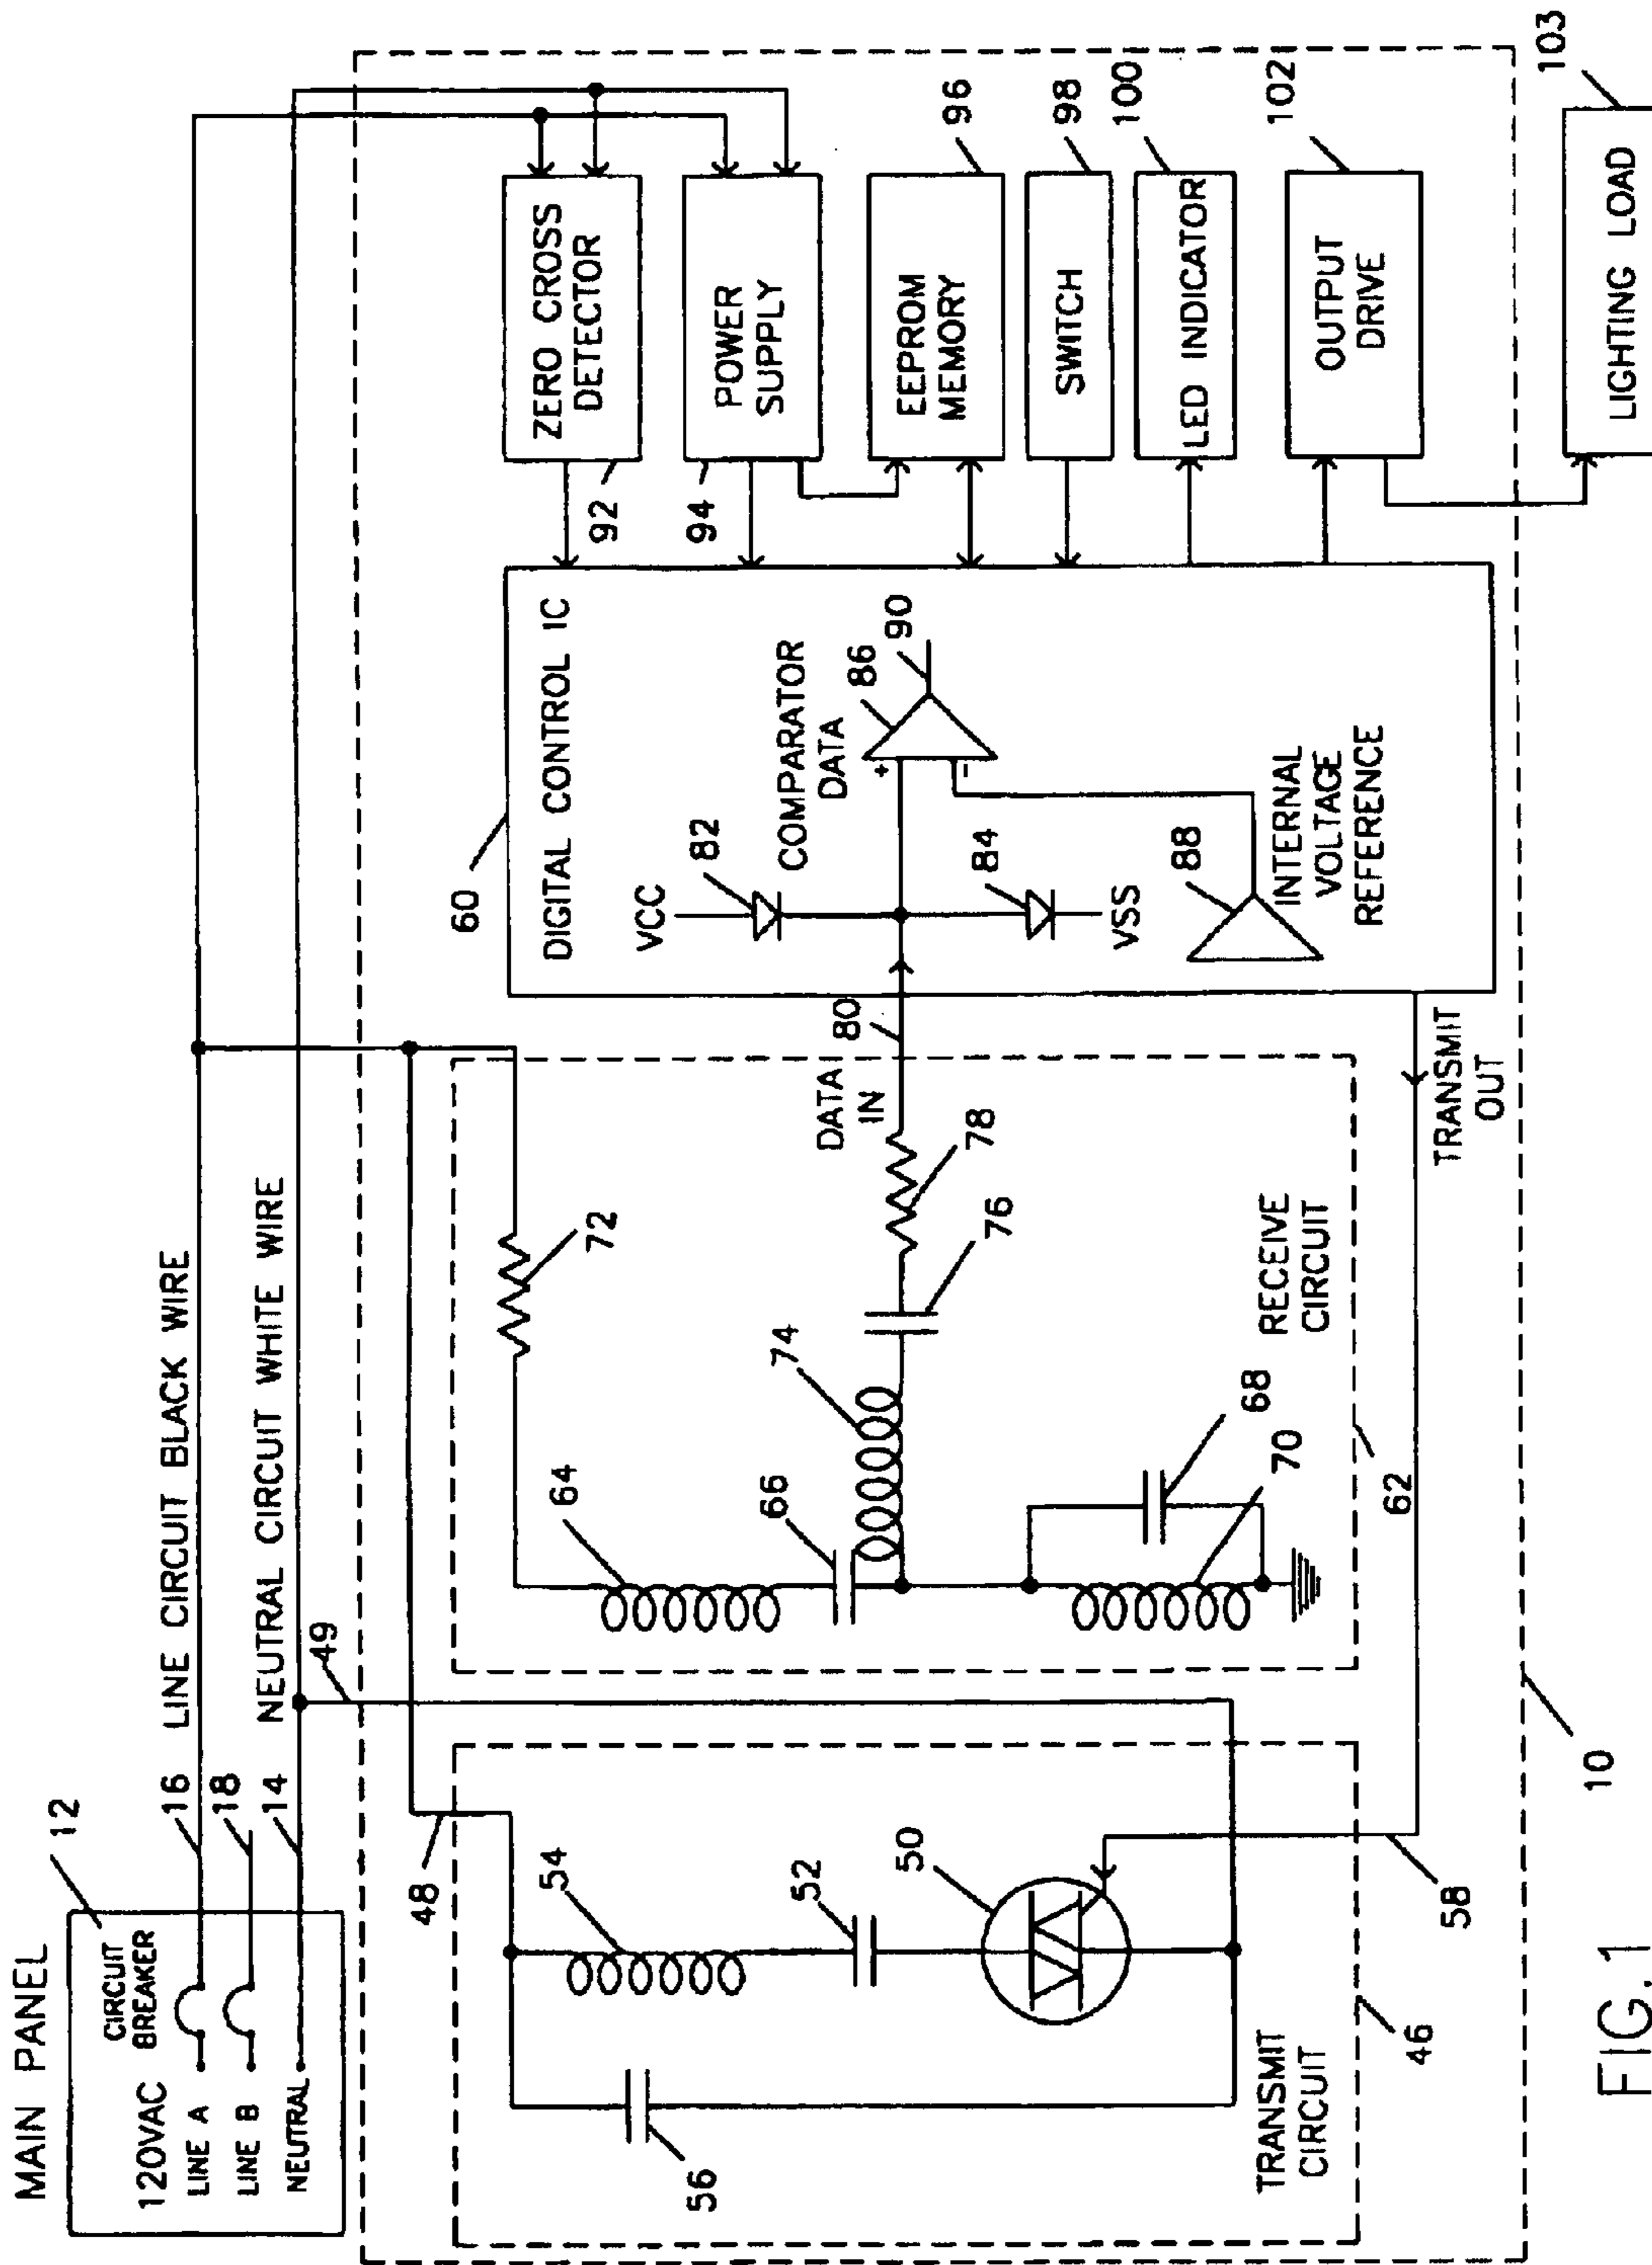 MAIN PANEL
12
CIRCUIT
BREAKER
120VAC
LINE A
LINE B
NEUTRAL
16
18
14
LINE CIRCUIT BLACK WIRE
NEUTRAL CIRCUIT WHITE WIRE
49
48
54
52
50
56
TRANSMIT
CIRCUIT
46
58
64
66
72
74
76
78
68
70
RECEIVE
CIRCUIT
62
DATA
IN
80
TRANSMIT
OUT
60
DIGITAL CONTROL IC
VCC
82
COMPARATOR
DATA
86
90
+
-
84
VSS
88
INTERNAL
VOLTAGE
REFERENCE
ZERO CROSS
DETECTOR
92
POWER
SUPPLY
94
EEPROM
MEMORY
96
SWITCH
98
LED INDICATOR
100
OUTPUT
DRIVE
102
LIGHTING LOAD
103
10
FIG.1